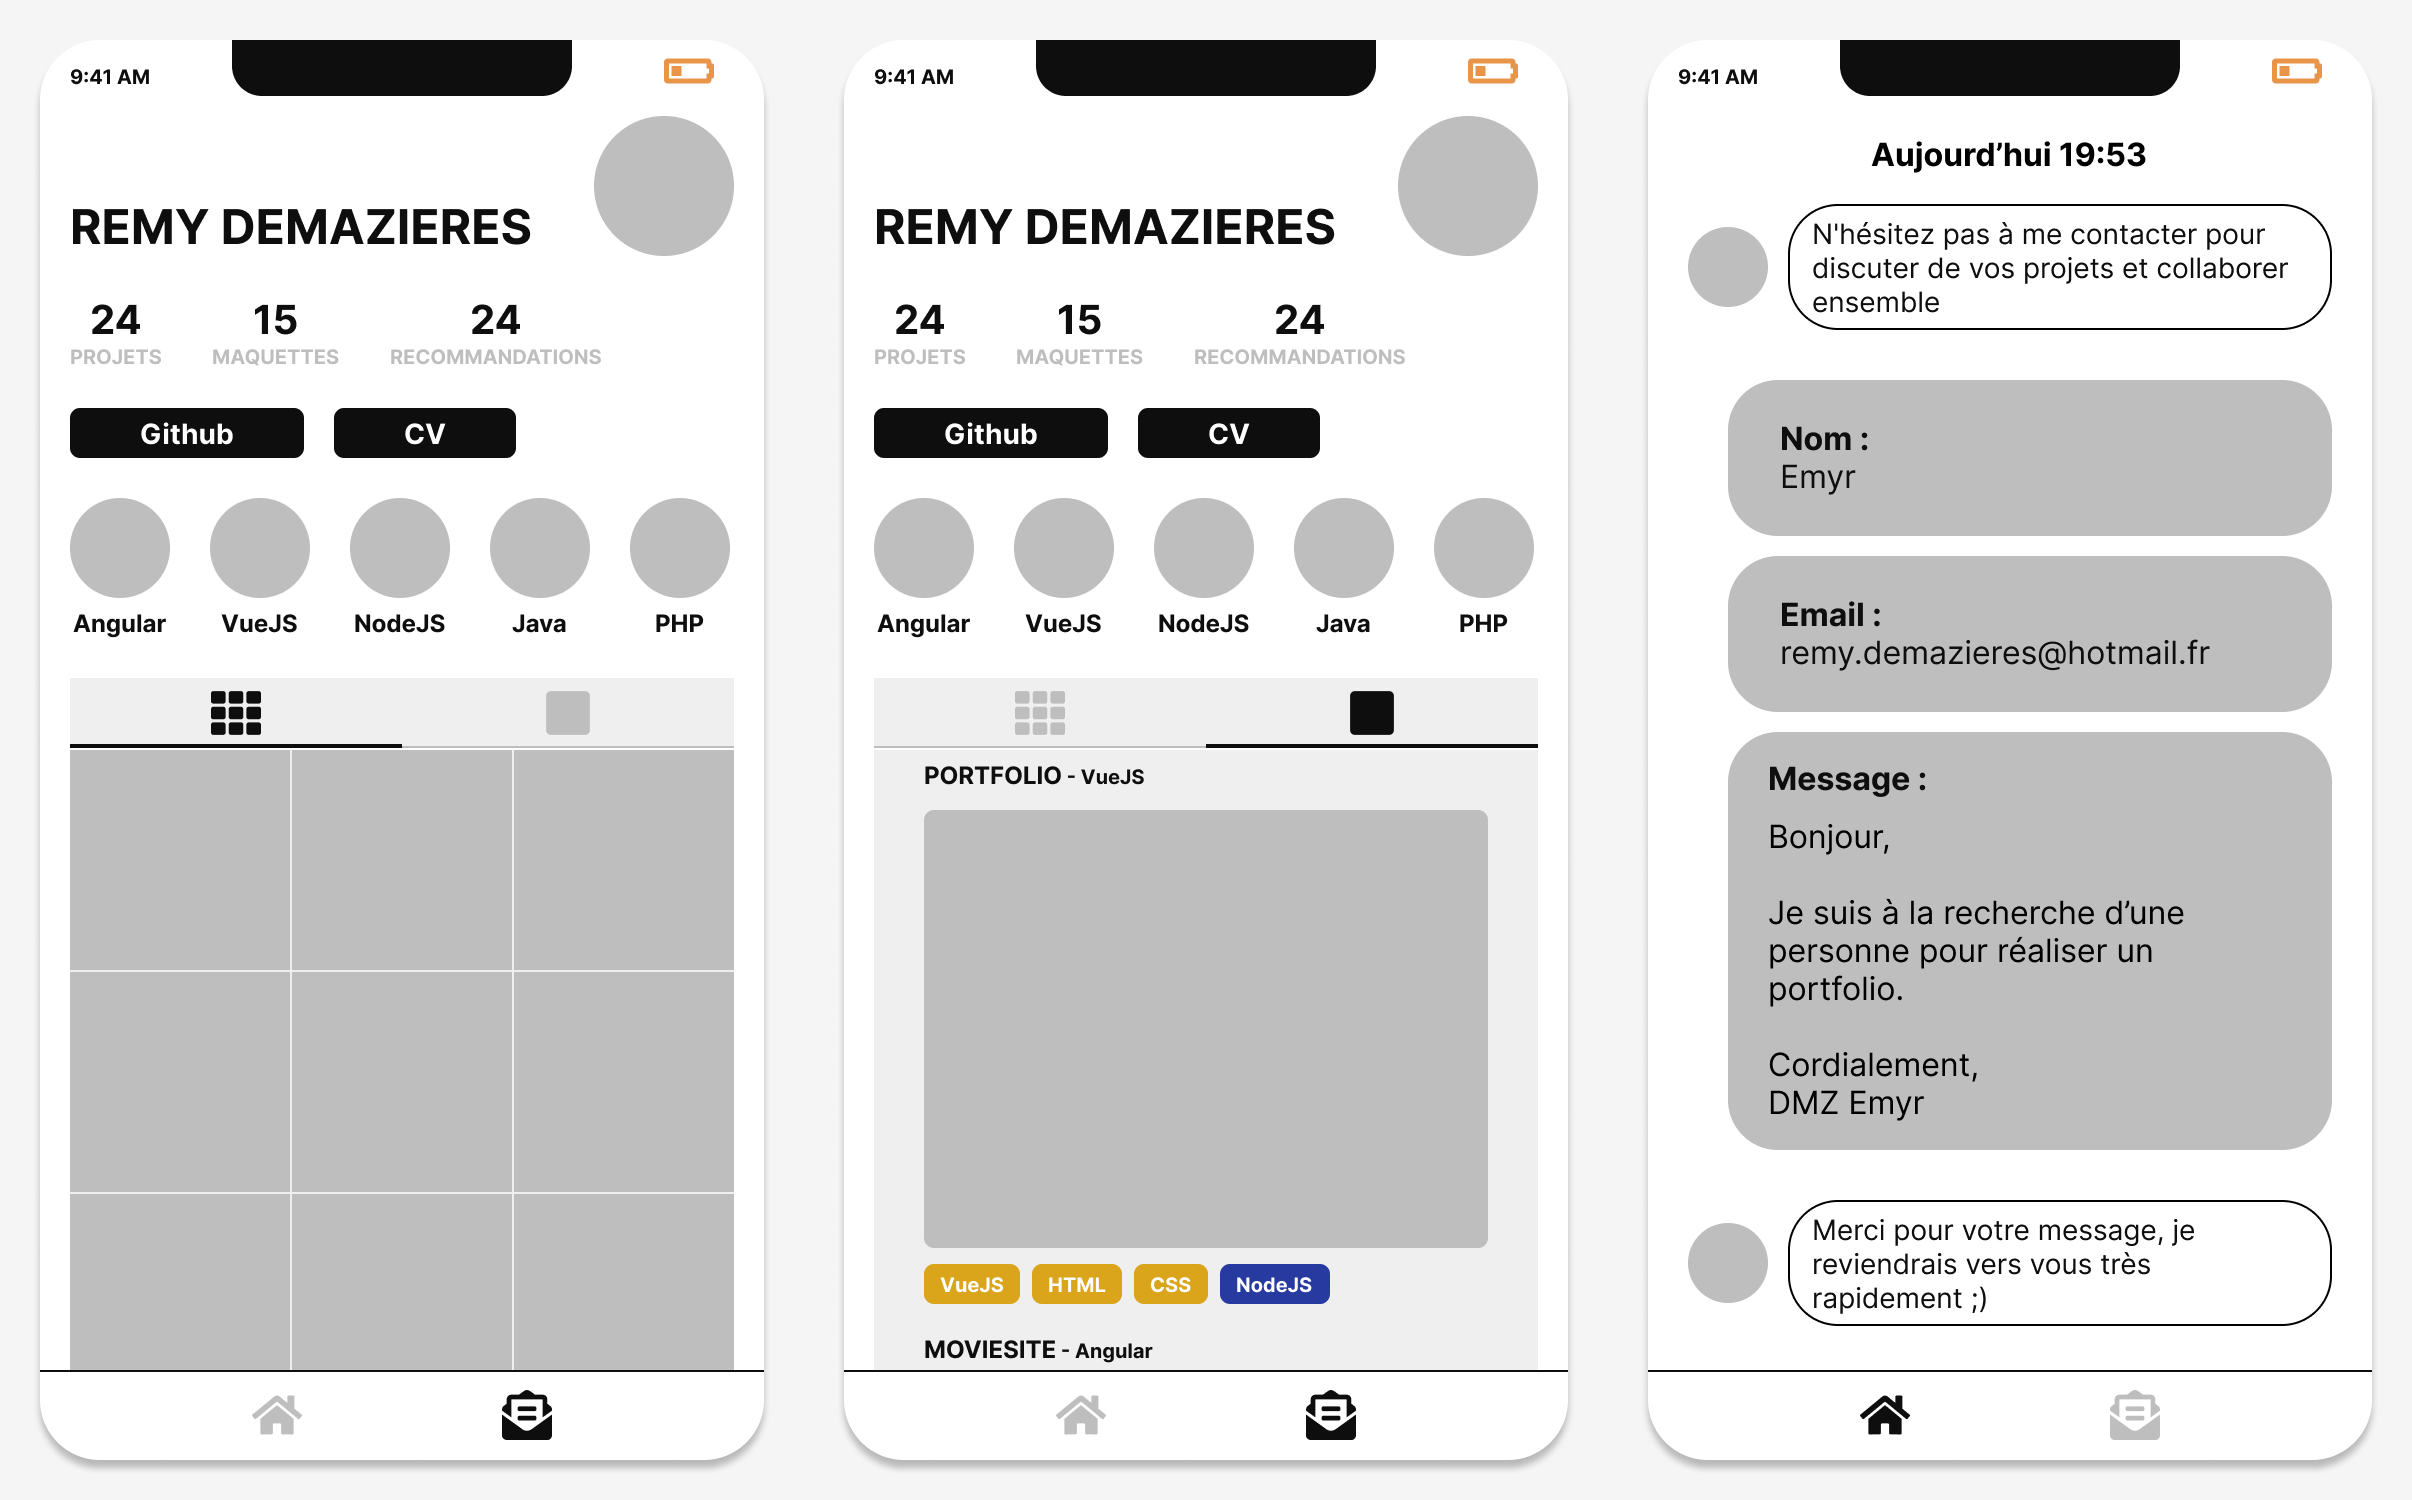 9:41 AM
REMY DEMAZIERES
24 15 24
PROJETS MAQUETTES RECOMMANDATIONS
Github CV
Angular VueJS NodeJS Java PHP
9:41 AM
REMY DEMAZIERES
24 15 24
PROJETS MAQUETTES RECOMMANDATIONS
Github CV
Angular VueJS NodeJS Java PHP
PORTFOLIO - VueJS
VueJS HTML CSS NodeJS
MOVIESITE - Angular
9:41 AM
Aujourd’hui 19:53
N'hésitez pas à me contacter pour
discuter de vos projets et collaborer
ensemble
Nom :
Emyr
Email :
remy.demazieres@hotmail.fr
Message :
Bonjour,
Je suis à la recherche d’une
personne pour réaliser un
portfolio.
Cordialement,
DMZ Emyr
Merci pour votre message, je
reviendrais vers vous très
rapidement ;)